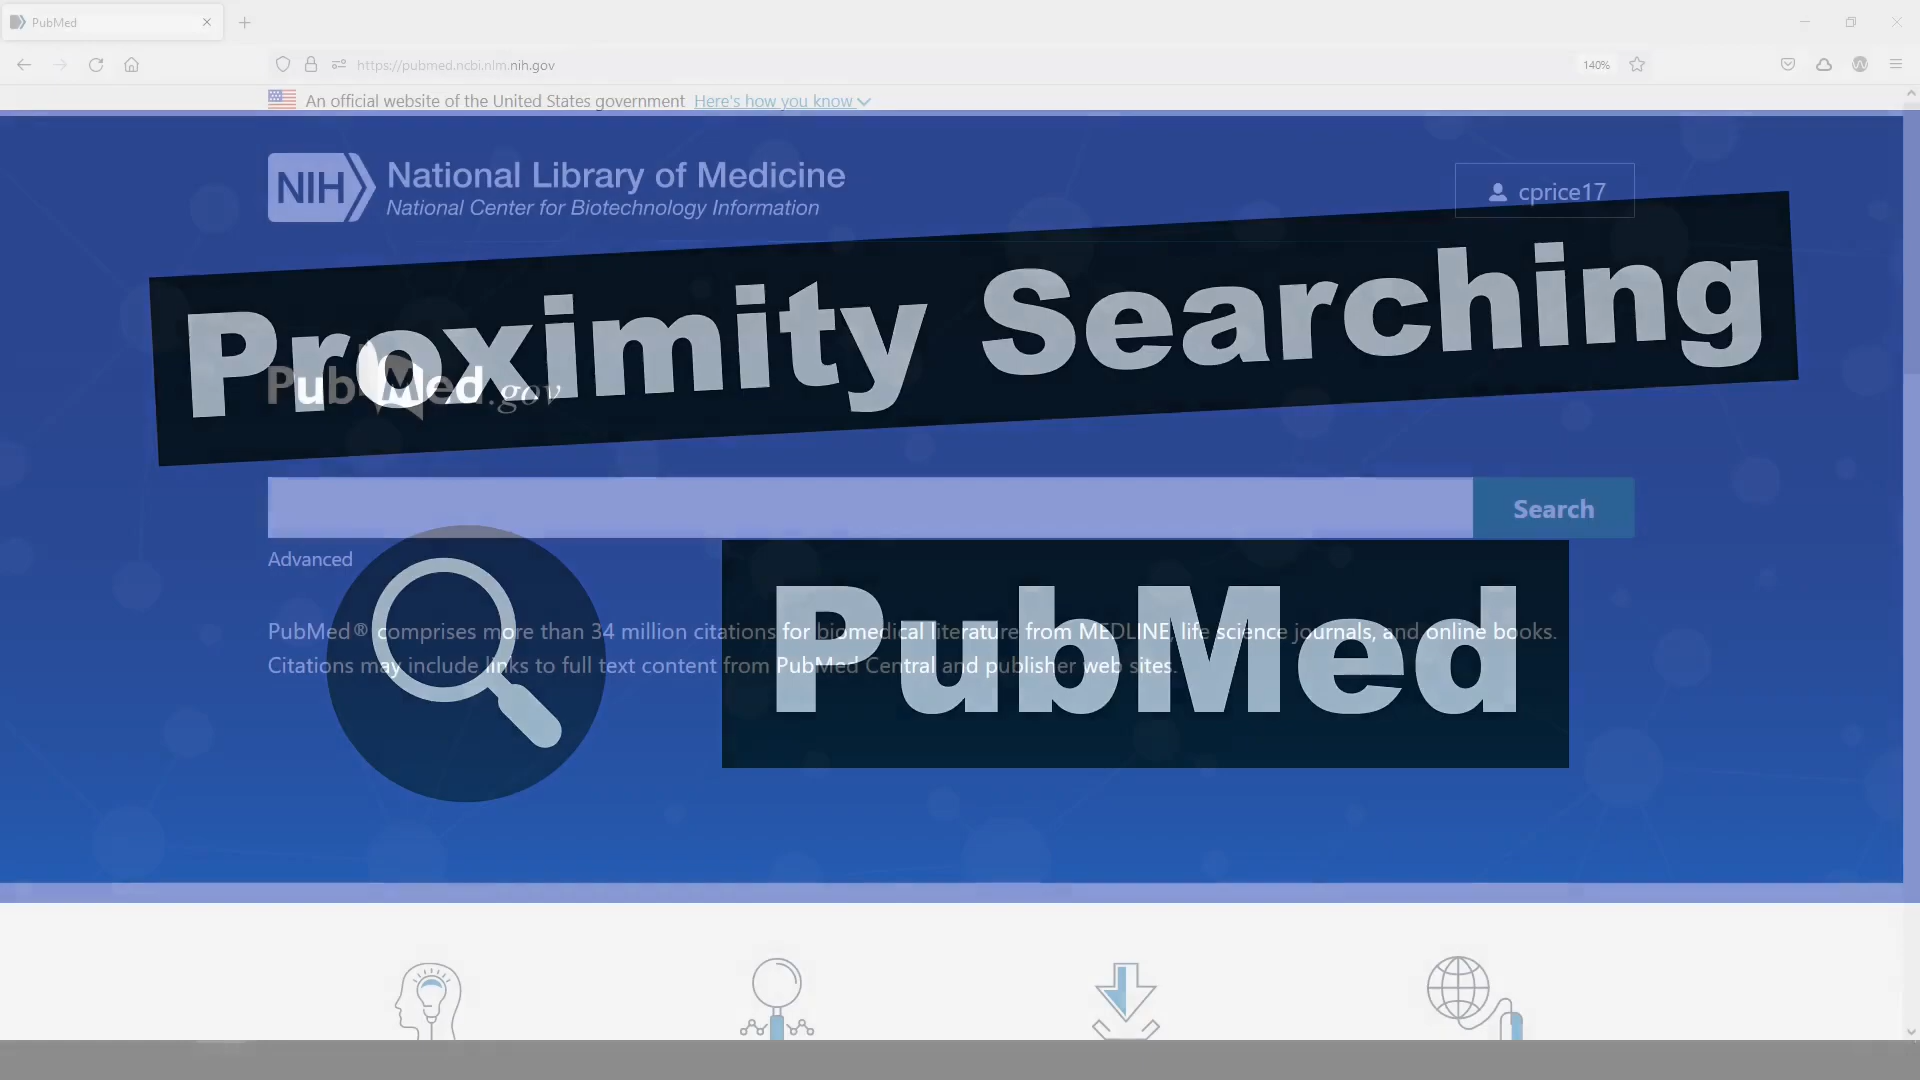 PubMed
https://pubmed.ncbi.nlm.nih.gov
140%
An official website of the United States government Here's how you know
NIH National Library of Medicine
National Center for Biotechnology Information
cprice17
Proximity Searching
PubMed.gov
Search
Advanced
PubMed
PubMed® comprises more than 34 million citations for biomedical literature from MEDLINE, life science journals, and online books.
Citations may include links to full text content from PubMed Central and publisher web sites.